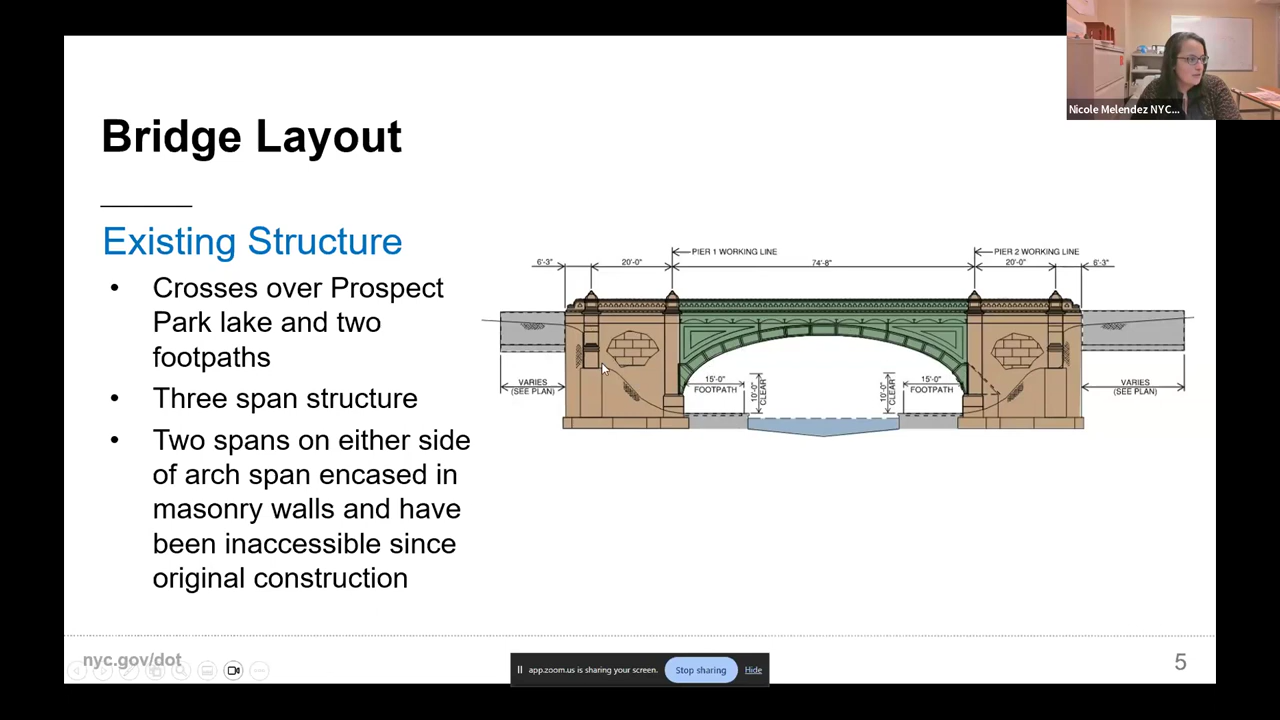 Nicole Melendez NYC...
Bridge Layout
Existing Structure
• Crosses over Prospect
Park lake and two
footpaths
• Three span structure
• Two spans on either side
of arch span encased in
masonry walls and have
been inaccessible since
original construction
PIER 1 WORKING LINE
PIER 2 WORKING LINE
6'-3" 20'-0" 74'-8" 20'-0" 6'-3"
15'-0"
FOOTPATH
10'-0"
CLEAR
10'-0"
CLEAR
15'-0"
FOOTPATH
VARIES
(SEE PLAN)
VARIES
(SEE PLAN)
nyc.gov/dot
app.zoom.us is sharing your screen. Stop sharing Hide
5